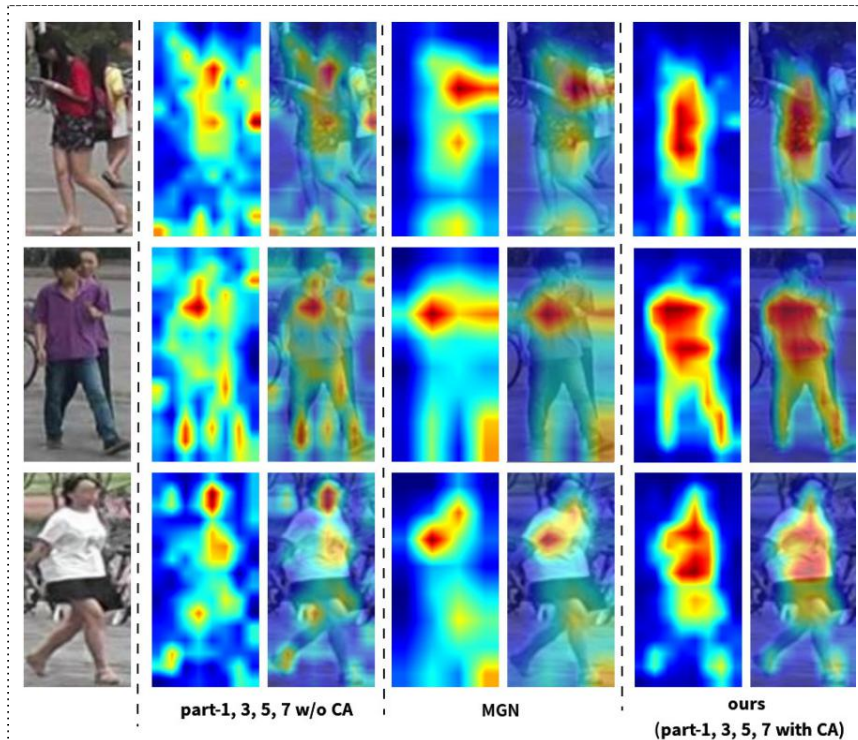 part-1, 3, 5, 7 w/o CA
MGN
ours
(part-1, 3, 5, 7 with CA)